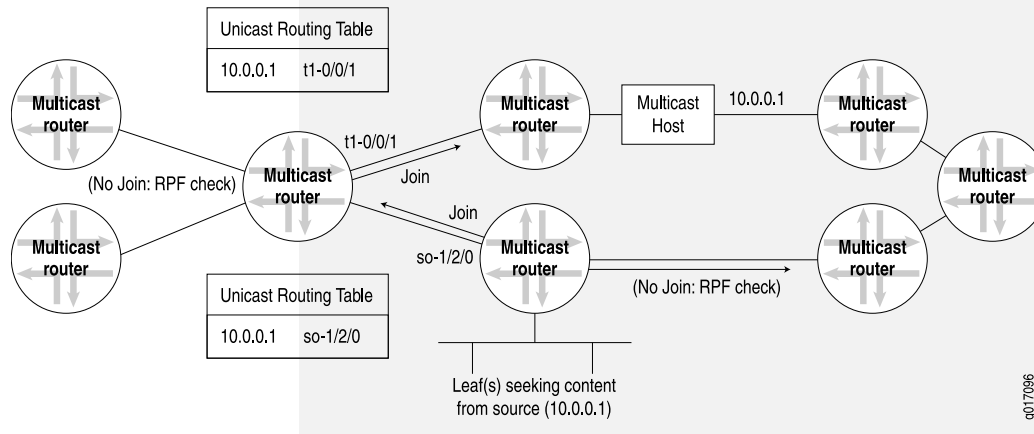 Unicast Routing Table
10.0.0.1 t1-0/0/1
Multicast
router
Multicast
router
Multicast
Host
10.0.0.1
Multicast
router
t1-0/0/1
Join
(No Join: RPF check)
Multicast
router
Multicast
router
Join
so-1/2/0
Multicast
router
Multicast
router
Multicast
router
(No Join: RPF check)
Unicast Routing Table
10.0.0.1 so-1/2/0
Leaf(s) seeking content
from source (10.0.0.1)
g017096